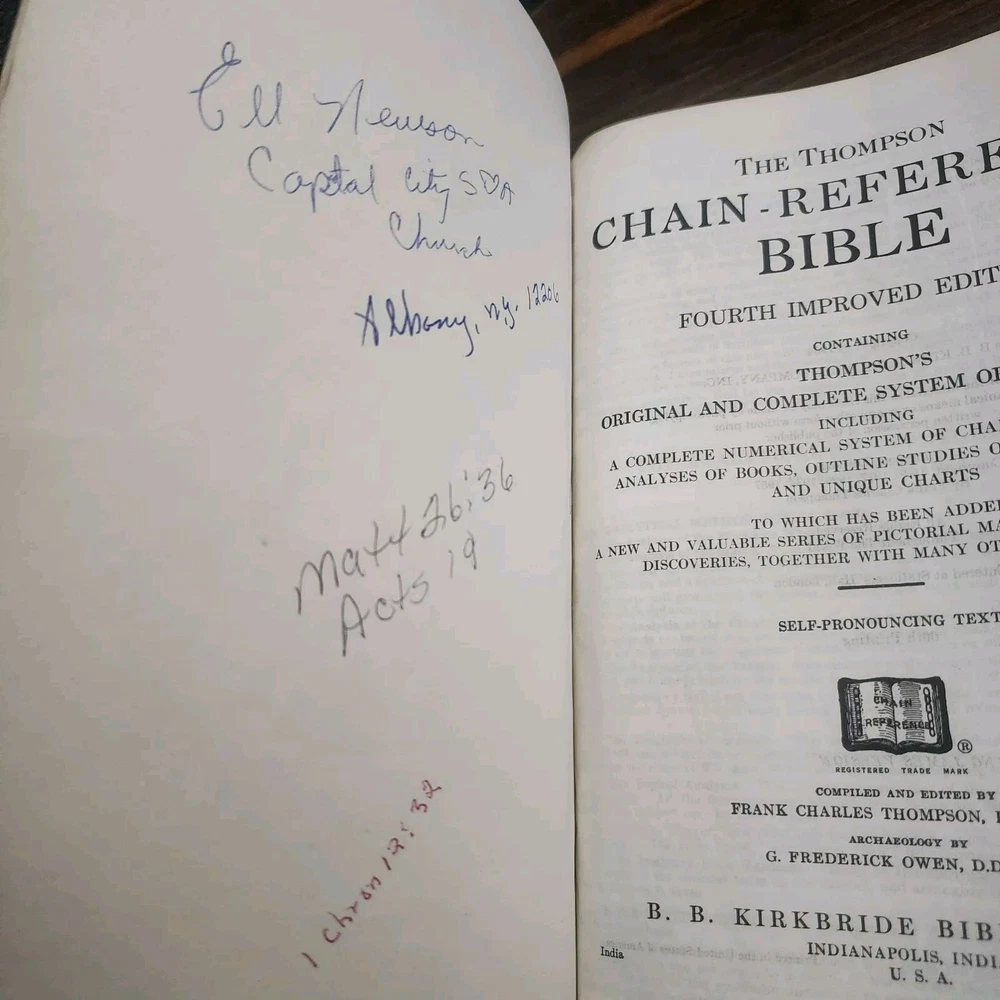 Ell Newson
Capital City SDA
Church
Albany, ny. 12206
Matt 26:36
Acts 19
1 Chron 12:32
THE THOMPSON
CHAIN-REFERE
BIBLE
FOURTH IMPROVED EDIT
CONTAINING
THOMPSON'S
ORIGINAL AND COMPLETE SYSTEM OF
INCLUDING
A COMPLETE NUMERICAL SYSTEM OF CHA
ANALYSES OF BOOKS, OUTLINE STUDIES O
AND UNIQUE CHARTS
TO WHICH HAS BEEN ADDE
A NEW AND VALUABLE SERIES OF PICTORIAL MA
DISCOVERIES, TOGETHER WITH MANY OT
SELF-PRONOUNCING TEXT
CHAIN
REFERENCE
®
REGISTERED TRADE MARK
COMPILED AND EDITED BY
FRANK CHARLES THOMPSON,
ARCHAEOLOGY BY
G. FREDERICK OWEN, D.D
B. B. KIRKBRIDE BIB
India
INDIANAPOLIS, INDI
U. S. A.